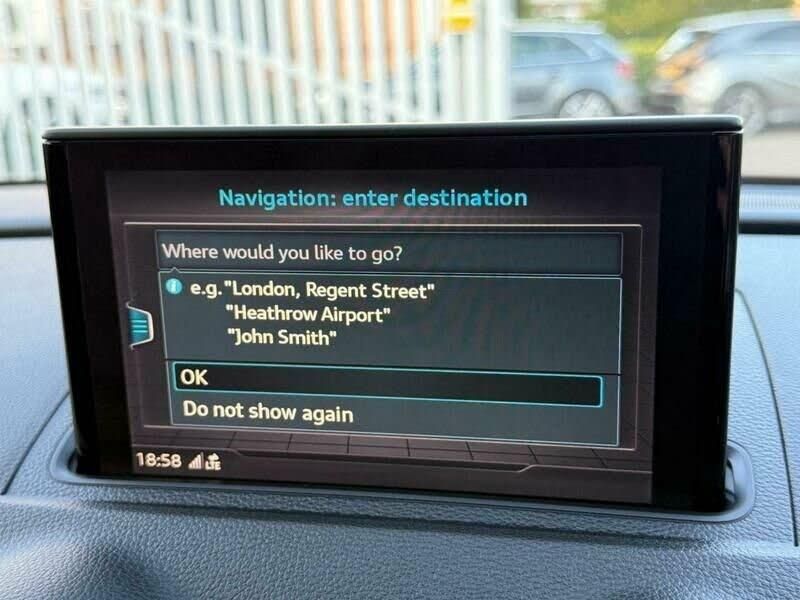 Navigation: enter destination
Where would you like to go?
e.g. "London, Regent Street"
"Heathrow Airport"
"John Smith"
OK
Do not show again
18:58 LTE